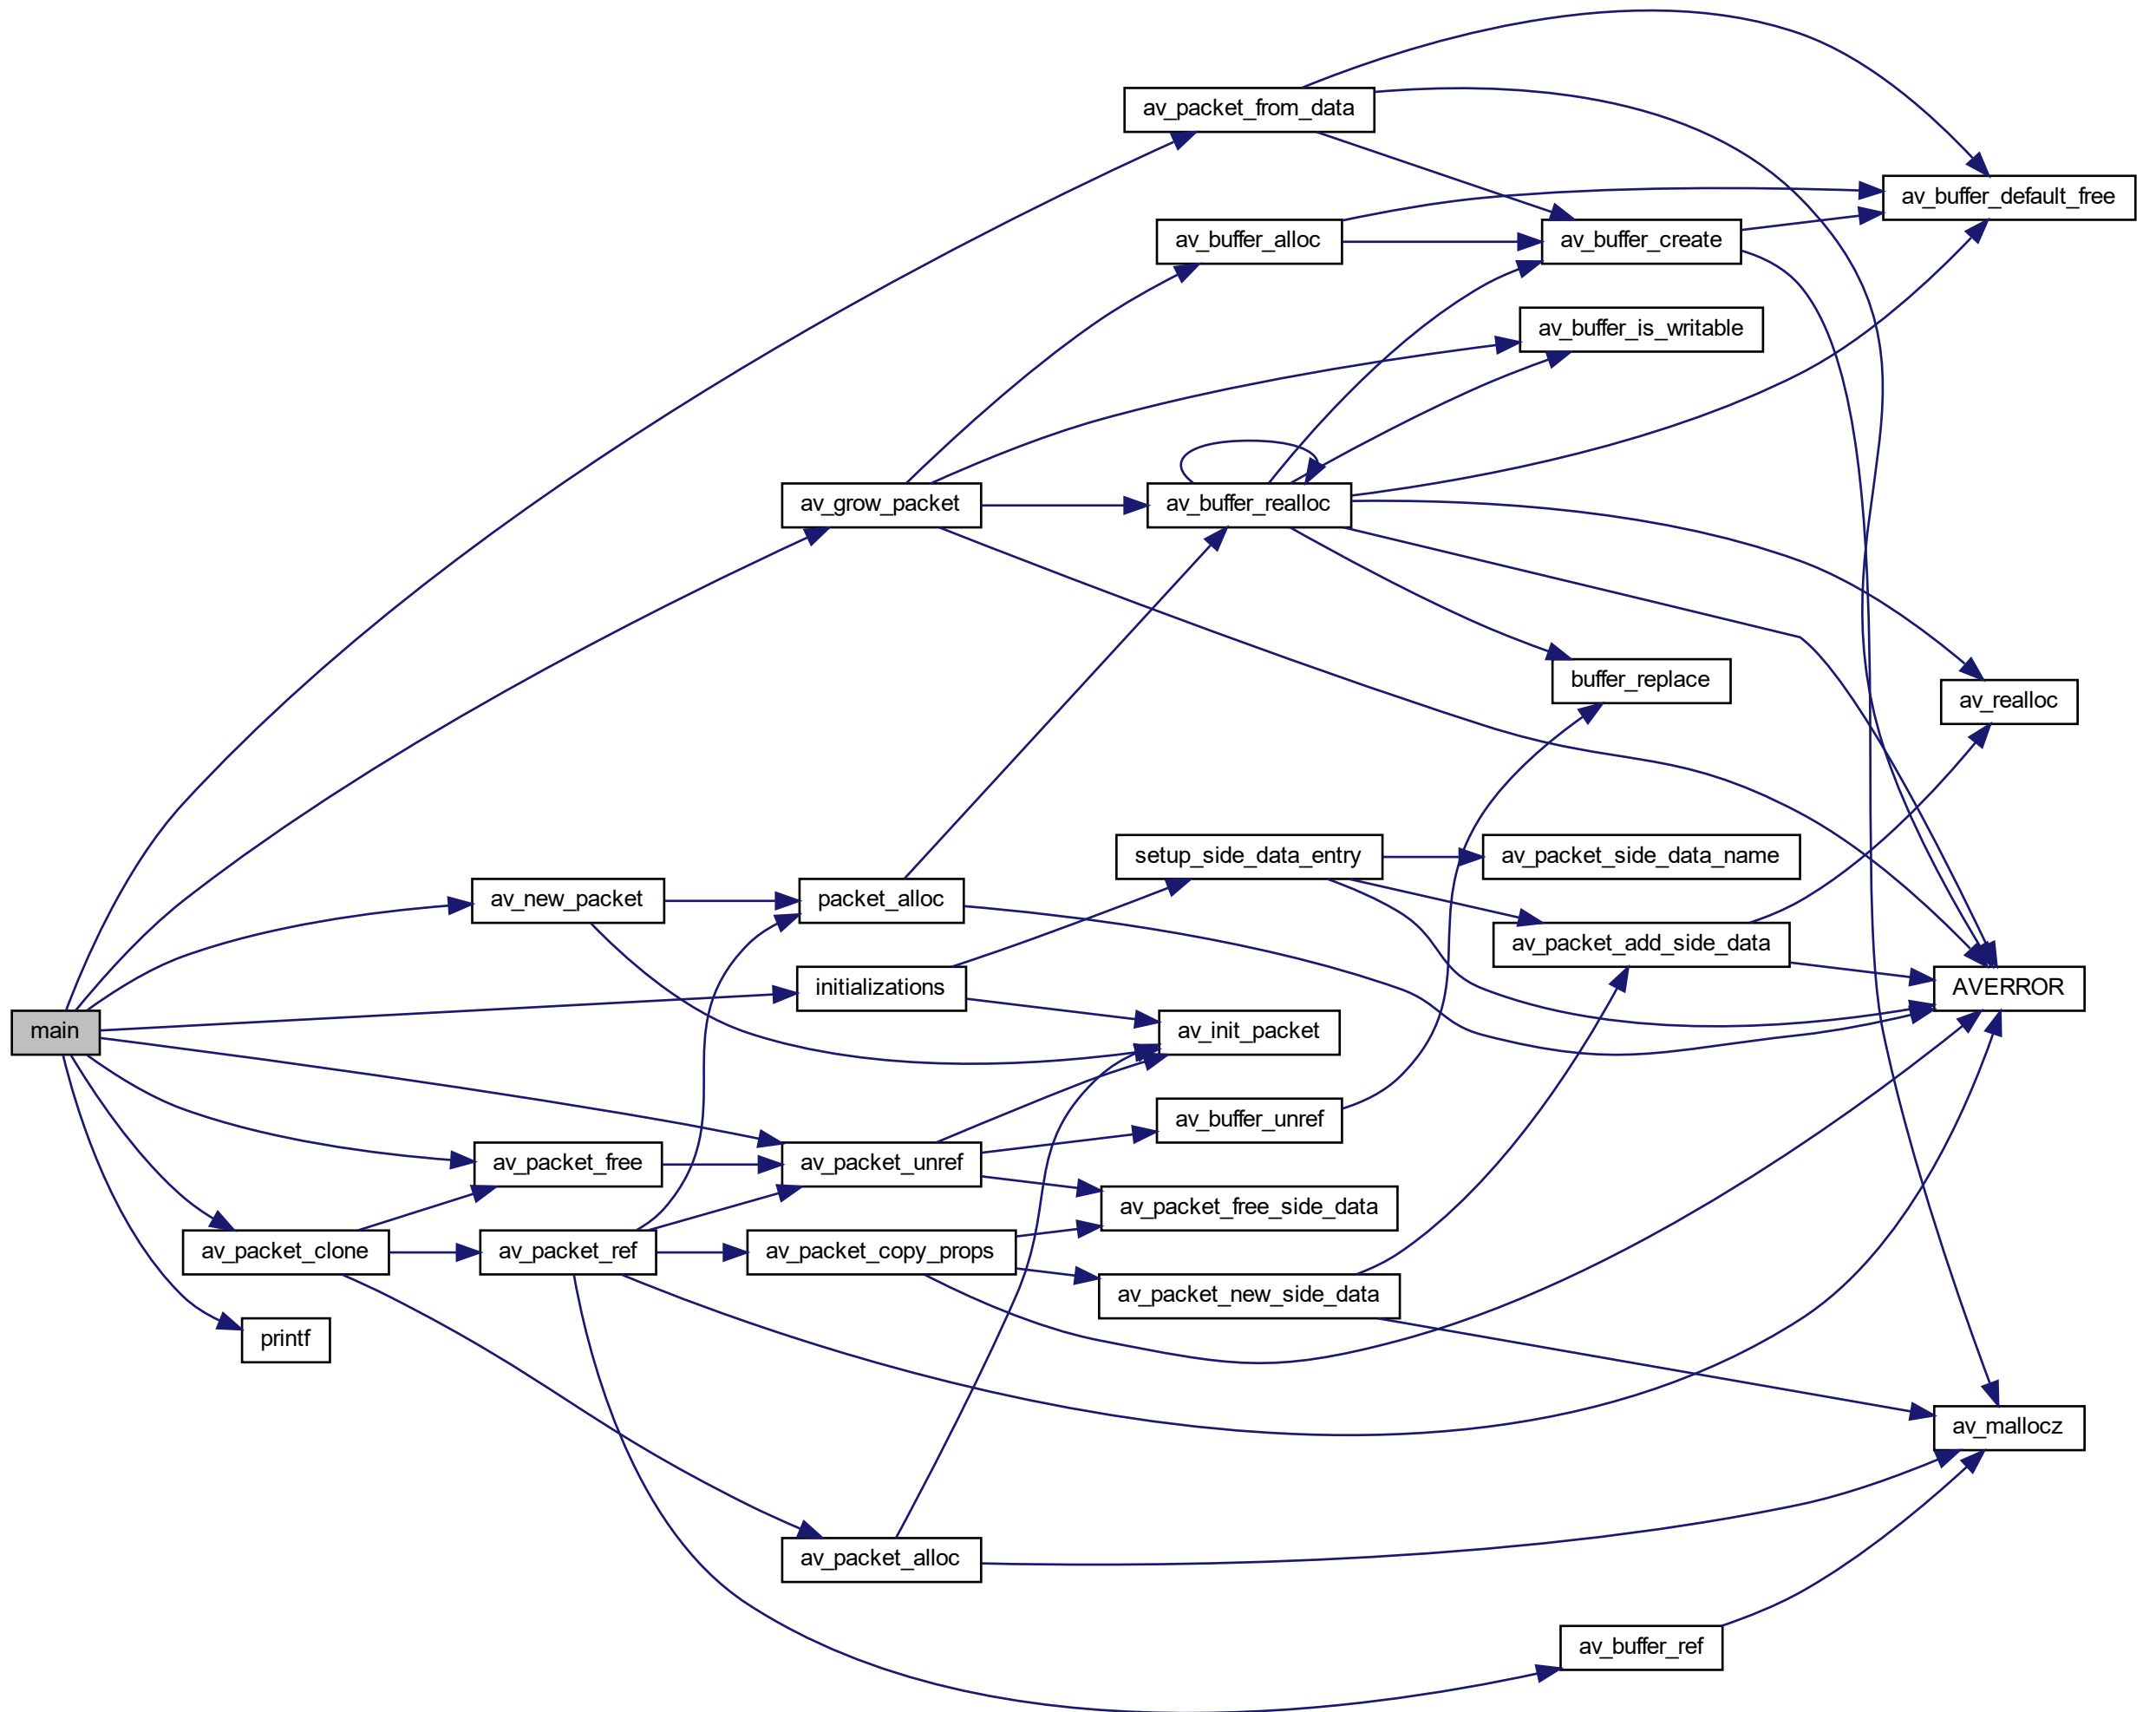 av_packet_from_data
av_buffer_default_free
av_buffer_alloc
av_buffer_create
av_buffer_is_writable
av_grow_packet
av_buffer_realloc
buffer_replace
av_realloc
setup_side_data_entry
av_packet_side_data_name
av_new_packet
packet_alloc
av_packet_add_side_data
initializations
AVERROR
main
av_init_packet
av_buffer_unref
av_packet_free
av_packet_unref
av_packet_free_side_data
av_packet_clone
av_packet_ref
av_packet_copy_props
av_packet_new_side_data
printf
av_mallocz
av_packet_alloc
av_buffer_ref